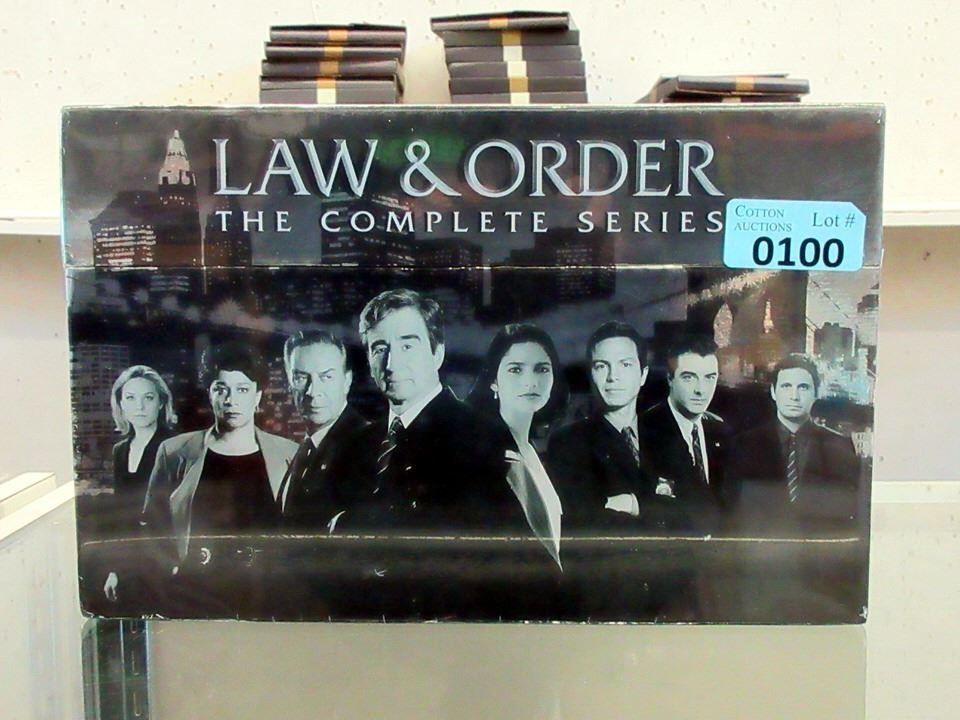 LAW & ORDER
THE COMPLETE SERIES
COTTON
AUCTIONS
Lot #
0100